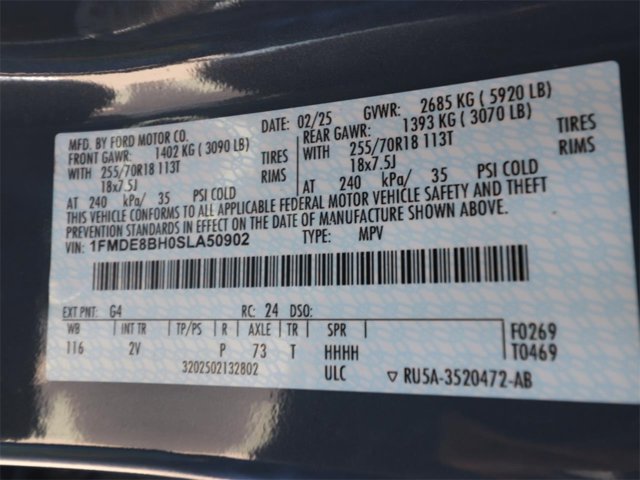 MFD. BY FORD MOTOR CO.
DATE: 02/25 GVWR: 2685 KG ( 5920 LB)
FRONT GAWR: 1402 KG ( 3090 LB)
REAR GAWR: 1393 KG ( 3070 LB)
WITH 255/70R18 113T TIRES
WITH 255/70R18 113T TIRES
18x7.5J RIMS
18x7.5J RIMS
AT 240 kPa/ 35 PSI COLD
AT 240 kPa/ 35 PSI COLD
THIS VEHICLE CONFORMS TO ALL APPLICABLE FEDERAL MOTOR VEHICLE SAFETY AND THEFT
PREVENTION STANDARDS IN EFFECT ON THE DATE OF MANUFACTURE SHOWN ABOVE.
VIN: 1FMDE8BH0SLA50902 TYPE: MPV
EXT PNT: G4 RC: 24 DSO:
WB INT TR TP/PS R AXLE TR SPR
116 2V P 73 T HHHH
F0269
T0469
3202502132802 ULC ▽ RU5A-3520472-AB